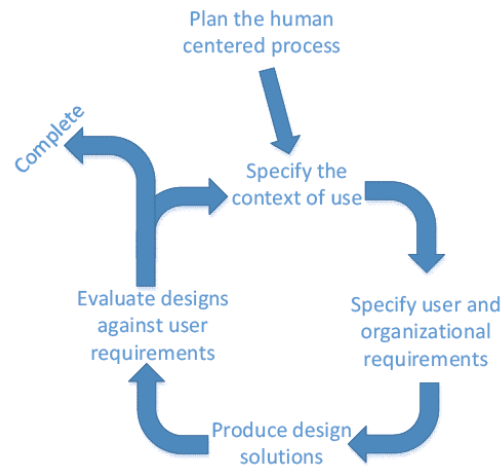 Plan the human
centered process
Complete
Specify the
context of use
Specify user and
organizational
requirements
Produce design
solutions
Evaluate designs
against user
requirements